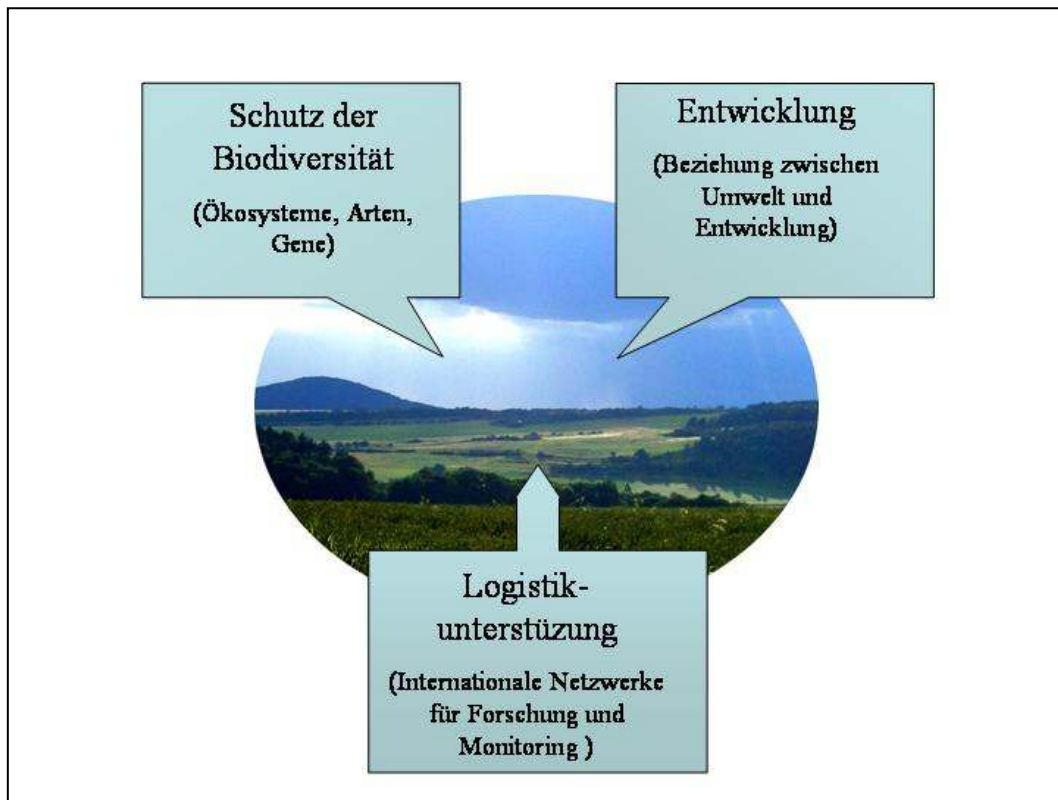 Schutz der
Biodiversität
(Ökosysteme, Arten,
Gene)
Entwicklung
(Beziehung zwischen
Umwelt und
Entwicklung)
Logistik-
unterstüzung
(Internationale Netzwerke
für Forschung und
Monitoring )